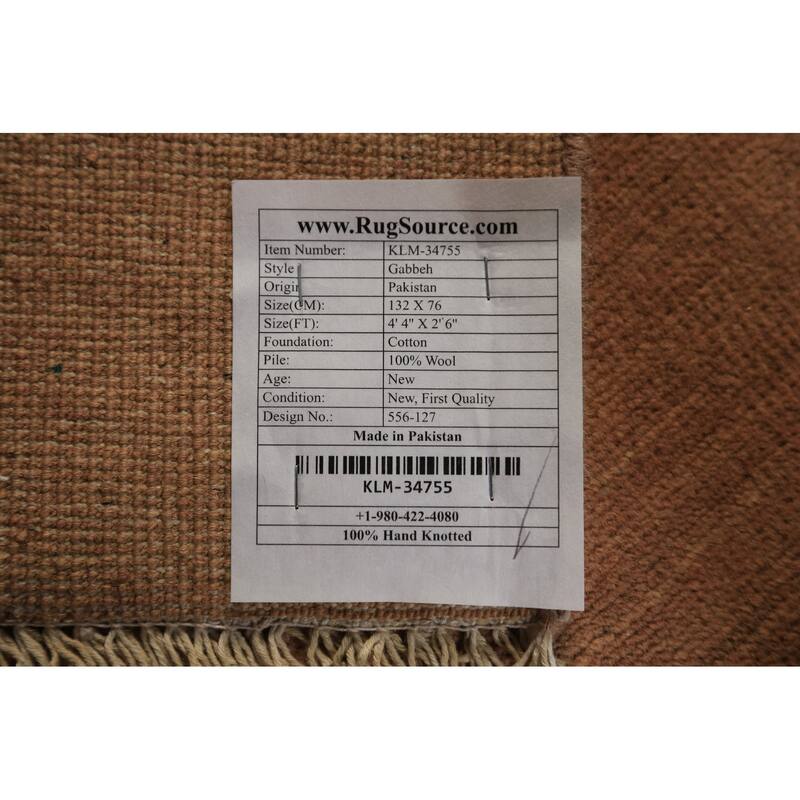 www.RugSource.com
Item Number: KLM-34755
Style Gabbeh
Origin Pakistan
Size(CM): 132 X 76
Size(FT): 4' 4" X 2' 6"
Foundation: Cotton
Pile: 100% Wool
Age: New
Condition: New, First Quality
Design No.: 556-127
Made in Pakistan
KLM-34755
+1-980-422-4080
100% Hand Knotted